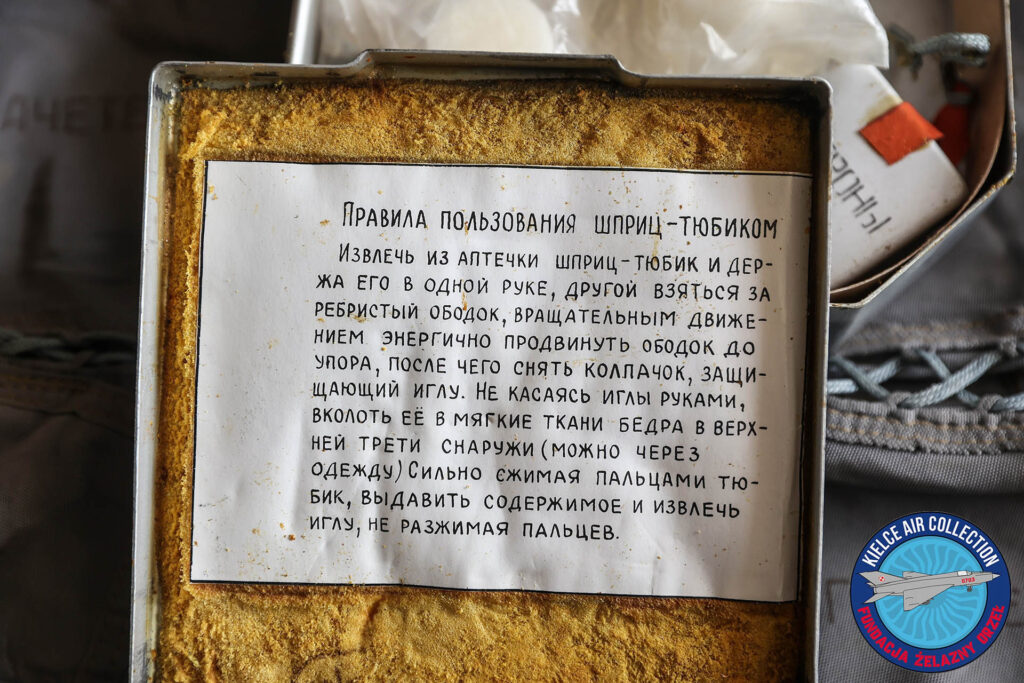 Правила пользования шприц-тюбиком
Извлечь из аптечки шприц-тюбик и дер-
жа его в одной руке, другой взяться за
ребристый ободок, вращательным движе-
нием энергично продвинуть ободок до
упора, после чего снять колпачок, защи-
щающий иглу. Не касаясь иглы руками,
вколоть её в мягкие ткани бедра в верх-
ней трети снаружи (можно через
одежду) Сильно сжимая пальцами тю-
бик, выдавить содержимое и извлечь
иглу, не разжимая пальцев.
KIELCE AIR COLLECTION
0703
FUNDACJA ŻELAZNY ORZEŁ